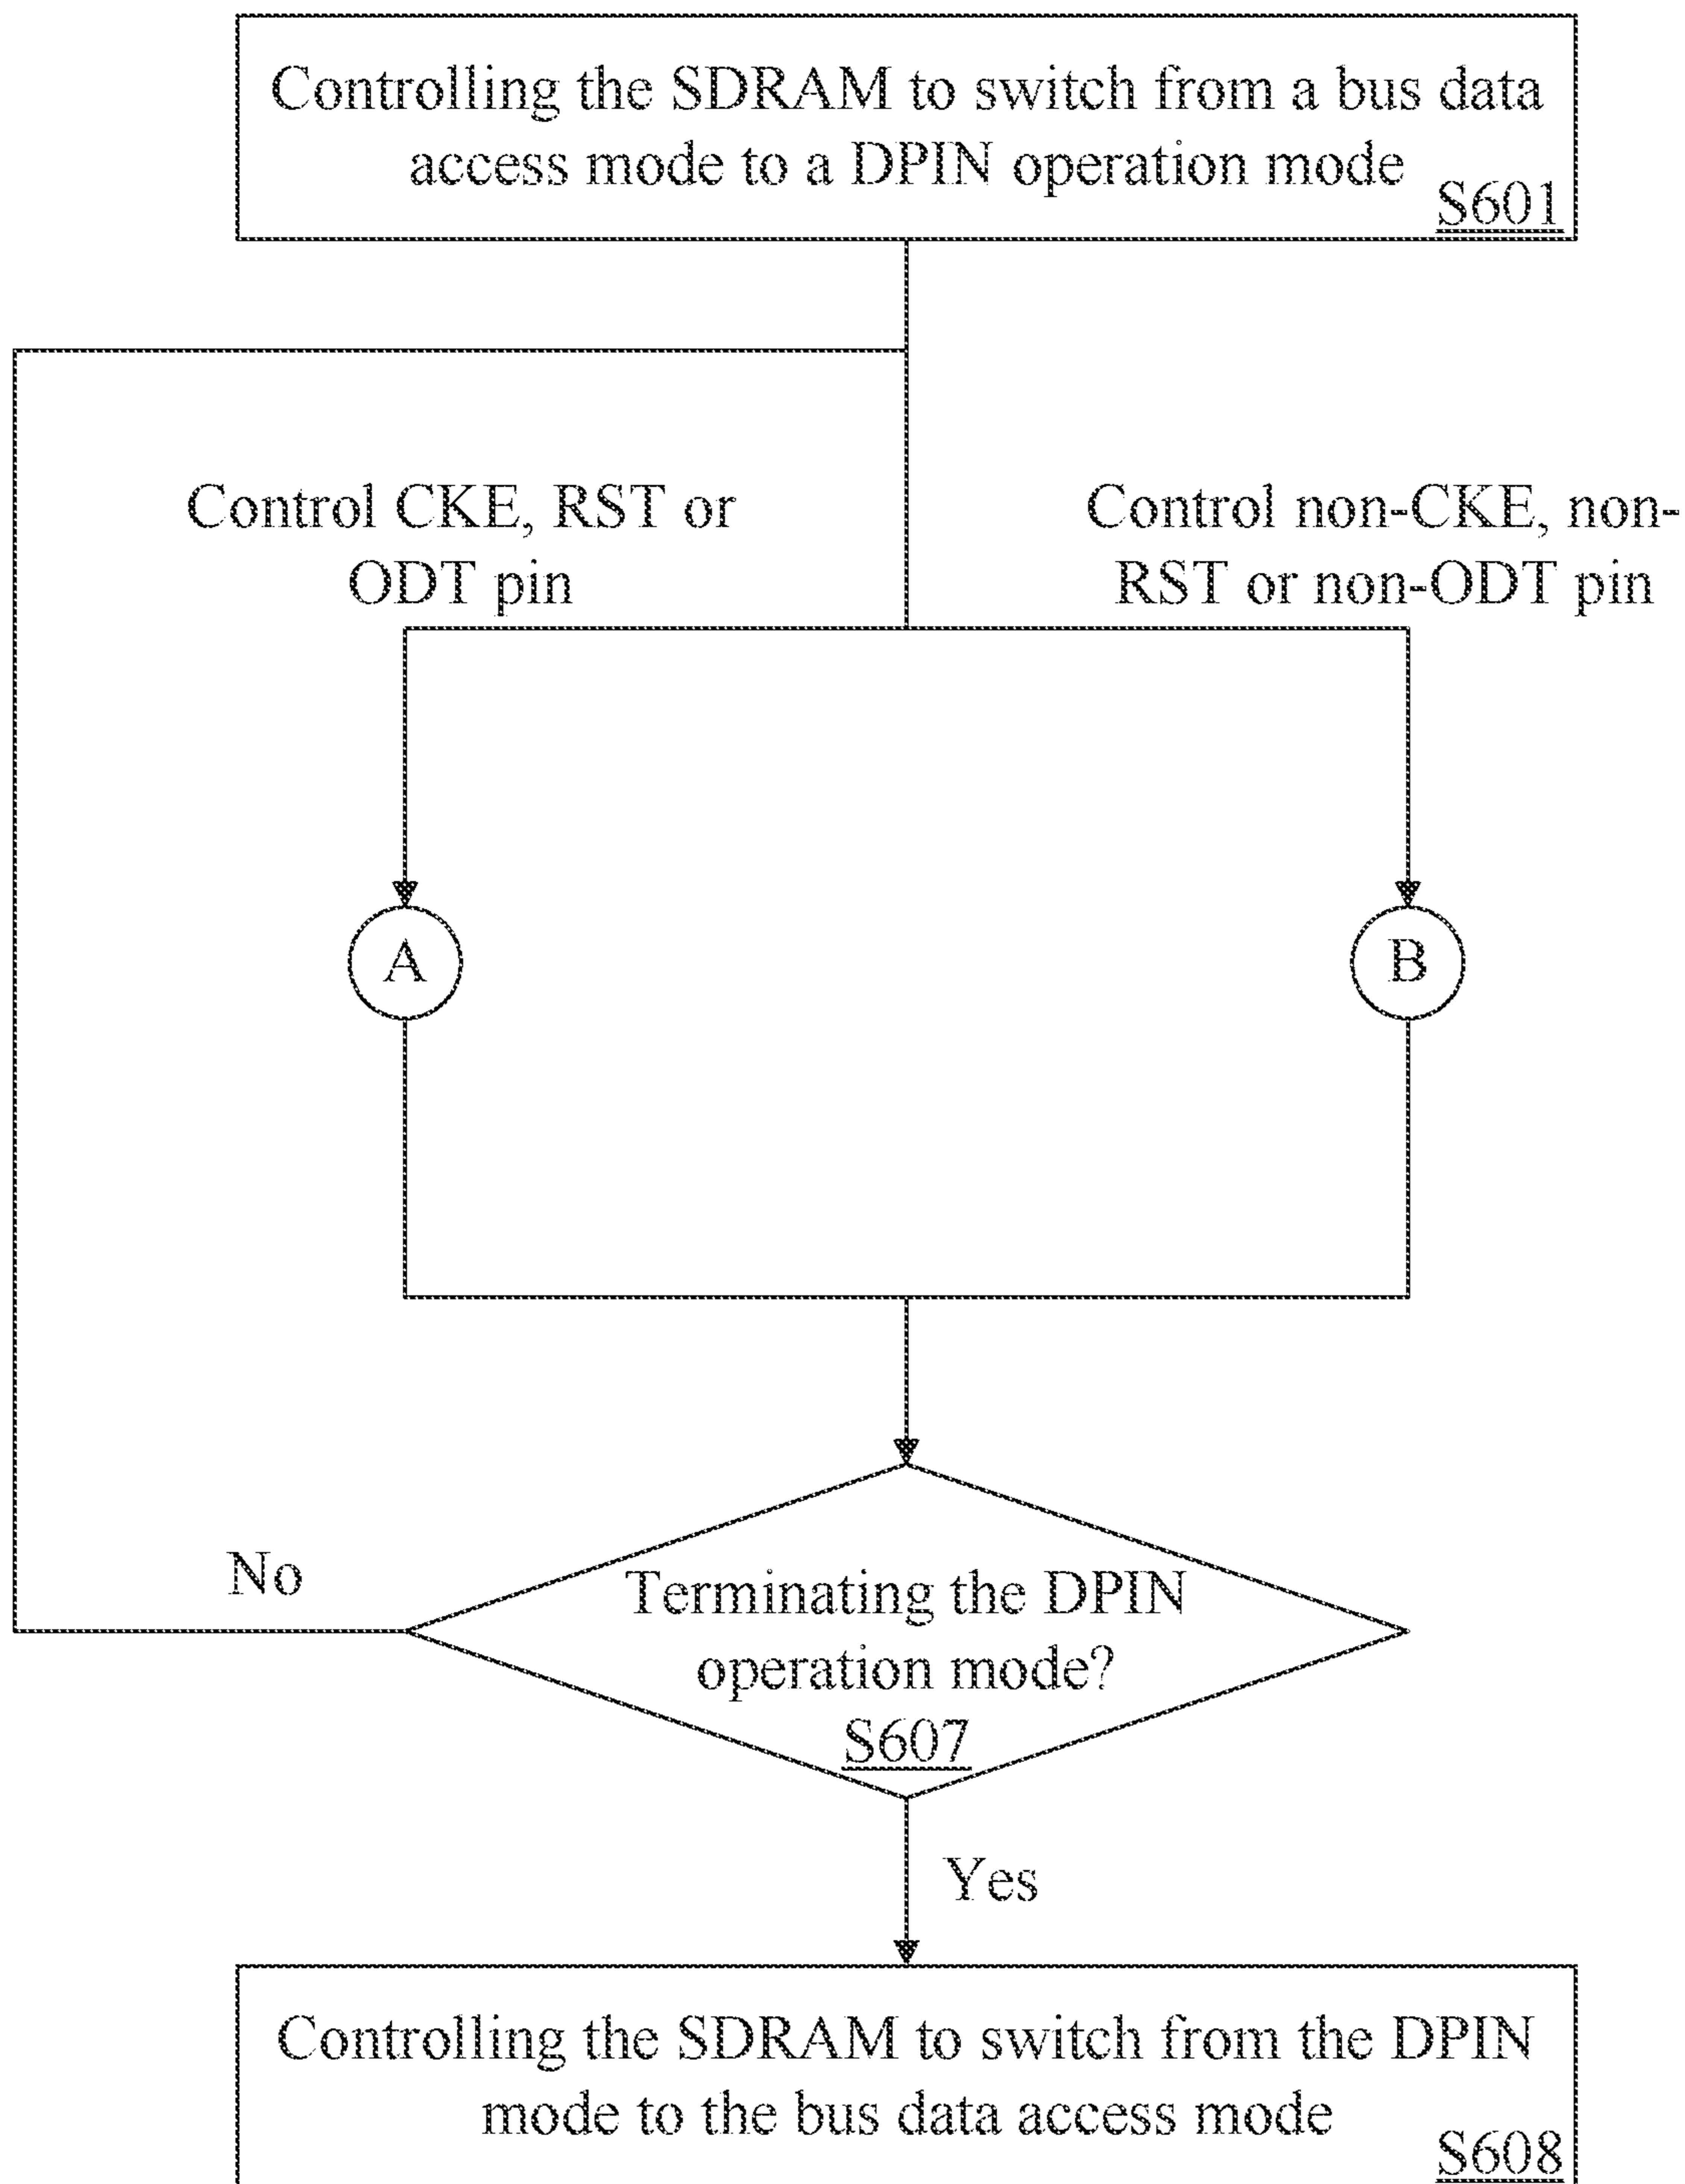 Controlling the SDRAM to switch from a bus data
access mode to a DPIN operation mode
S601
Control CKE, RST or
ODT pin
Control non-CKE, non-
RST or non-ODT pin
A
B
No
Terminating the DPIN
operation mode?
S607
Yes
Controlling the SDRAM to switch from the DPIN
mode to the bus data access mode
S608